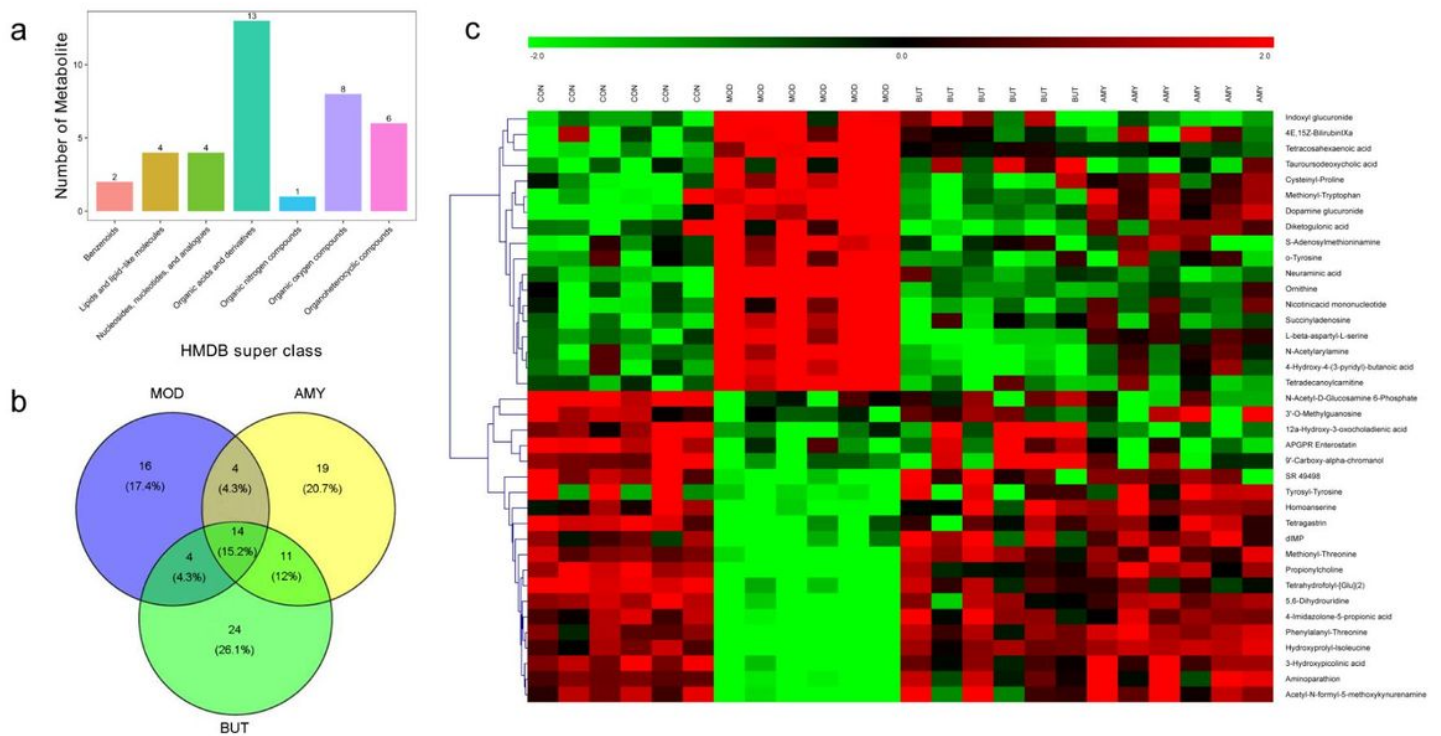 a
Number of Metabolite
10
5
0
2
4
4
13
1
8
6
Benzenoids
Lipids and lipid−like molecules
Nucleosides, nucleotides, and analogues
Organic acids and derivatives
Organic nitrogen compounds
Organic oxygen compounds
Organoheterocyclic compounds
HMDB super class
b
MOD
AMY
16
(17.4%)
4
(4.3%)
19
(20.7%)
14
(15.2%)
4
(4.3%)
11
(12%)
24
(26.1%)
BUT
c
-2.0 0.0 2.0
CON CON CON CON CON CON MOD MOD MOD MOD MOD MOD BUT BUT BUT BUT BUT BUT AMY AMY AMY AMY AMY AMY
Indoxyl glucuronide
4E,15Z-BilirubinIXa
Tetracosahexaenoic acid
Tauroursodeoxycholic acid
Cysteinyl-Proline
Methionyl-Tryptophan
Dopamine glucuronide
Diketogulonic acid
S-Adenosylmethioninamine
o-Tyrosine
Neuraminic acid
Ornithine
Nicotinicacid mononucleotide
Succinyladenosine
L-beta-aspartyl-L-serine
N-Acetylarylamine
4-Hydroxy-4-(3-pyridyl)-butanoic acid
Tetradecanoylcarnitine
N-Acetyl-D-Glucosamine 6-Phosphate
3'-O-Methylguanosine
12a-Hydroxy-3-oxocholadienic acid
APGPR Enterostatin
9'-Carboxy-alpha-chromanol
SR 49498
Tyrosyl-Tyrosine
Homoanserine
Tetragastrin
dIMP
Methionyl-Threonine
Propionylcholine
Tetrahydrofolyl-[Glu](2)
5,6-Dihydrouridine
4-Imidazolone-5-propionic acid
Phenylalanyl-Threonine
Hydroxyprolyl-Isoleucine
3-Hydroxypicolinic acid
Aminoparathion
Acetyl-N-formyl-5-methoxykynurenamine